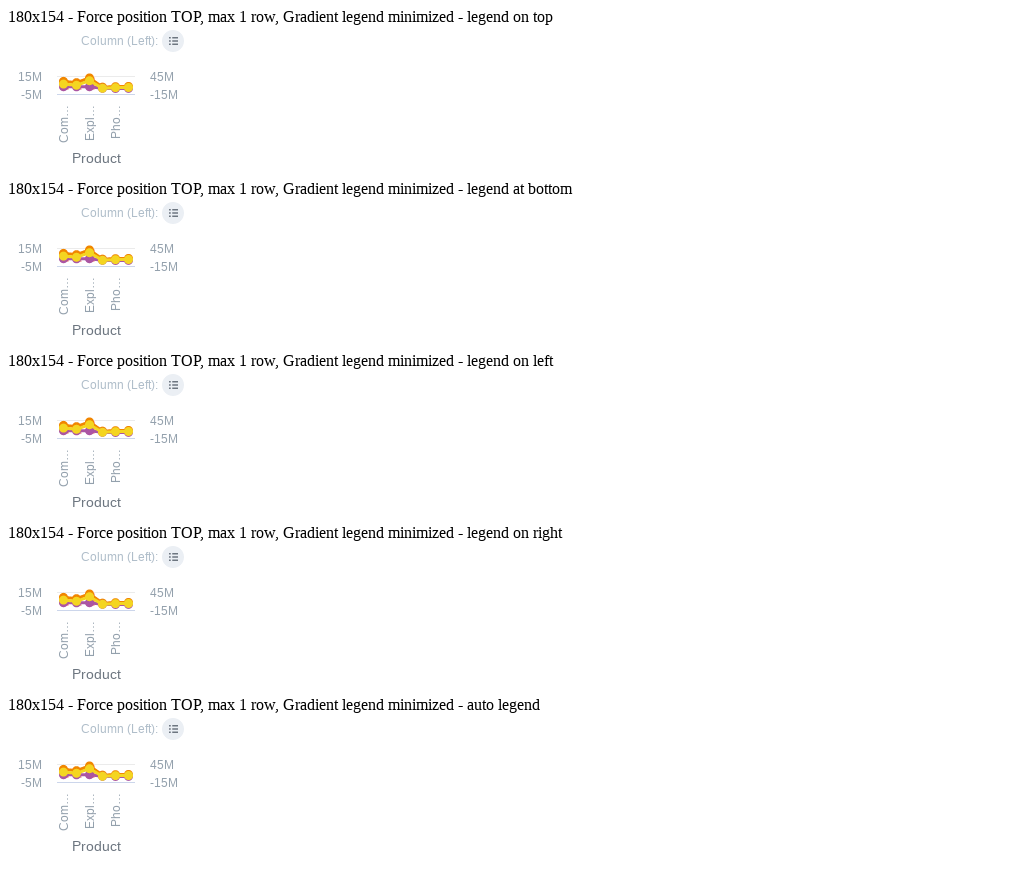 180x154 - Force position TOP, max 1 row, Gradient legend minimized - legend on top
Column (Left):
15M 45M
-5M -15M
Com… Expl… Pho…
Product
180x154 - Force position TOP, max 1 row, Gradient legend minimized - legend at bottom
Column (Left):
15M 45M
-5M -15M
Com… Expl… Pho…
Product
180x154 - Force position TOP, max 1 row, Gradient legend minimized - legend on left
Column (Left):
15M 45M
-5M -15M
Com… Expl… Pho…
Product
180x154 - Force position TOP, max 1 row, Gradient legend minimized - legend on right
Column (Left):
15M 45M
-5M -15M
Com… Expl… Pho…
Product
180x154 - Force position TOP, max 1 row, Gradient legend minimized - auto legend
Column (Left):
15M 45M
-5M -15M
Com… Expl… Pho…
Product